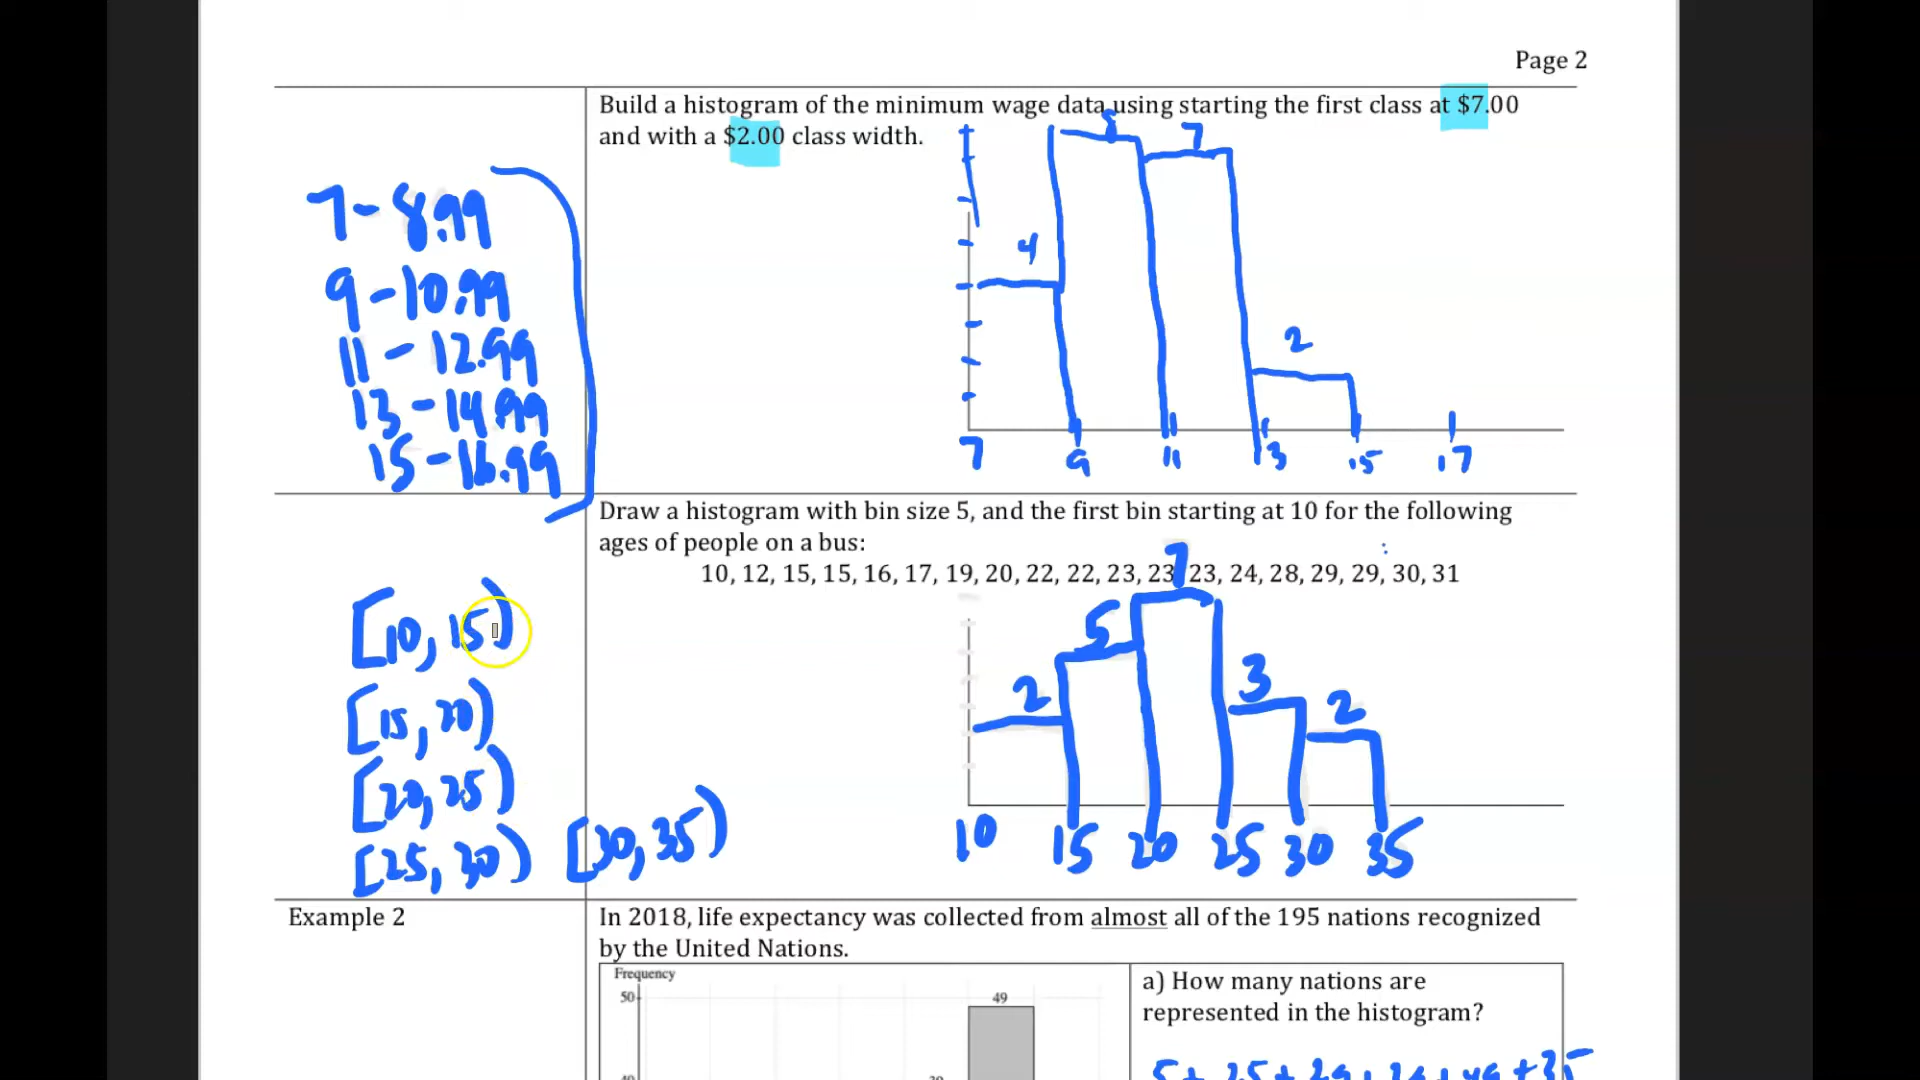 Page 2
Build a histogram of the minimum wage data using starting the first class at $7.00
and with a $2.00 class width.
7 - 8.99
9 - 10.99
11 - 12.99
13 - 14.99
15 - 16.99
8
7
4
2
7 9 11 13 15 17
Draw a histogram with bin size 5, and the first bin starting at 10 for the following
ages of people on a bus:
10, 12, 15, 15, 16, 17, 19, 20, 22, 22, 23, 23, 23, 24, 28, 29, 29, 30, 31
[10, 15)
[15, 20)
[20, 25)
[25, 30) [30, 35)
7
5
2 3 2
10 15 20 25 30 35
Example 2
In 2018, life expectancy was collected from almost all of the 195 nations recognized
by the United Nations.
Frequency
50
49
a) How many nations are
represented in the histogram?